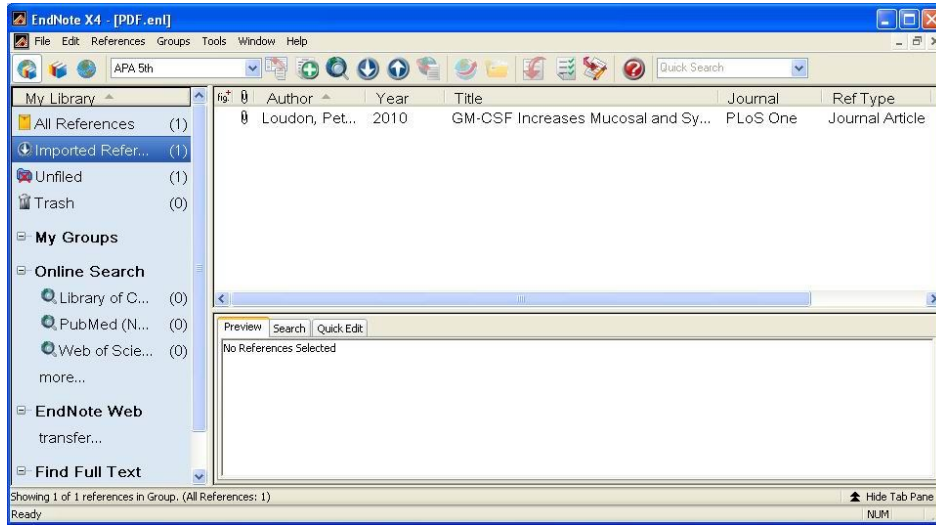 EndNote X4 - [PDF.enl]
File Edit References Groups Tools Window Help
APA 5th
Quick Search
My Library
All References (1)
Imported Refer... (1)
Unfiled (1)
Trash (0)
My Groups
Online Search
Library of C... (0)
PubMed (N... (0)
Web of Scie... (0)
more...
EndNote Web
transfer...
Find Full Text
fig. Author Year Title Journal Ref Type
Loudon, Pet... 2010 GM-CSF Increases Mucosal and Sy... PLoS One Journal Article
Preview Search Quick Edit
No References Selected
Showing 1 of 1 references in Group. (All References: 1)
Hide Tab Pane
Ready
NUM